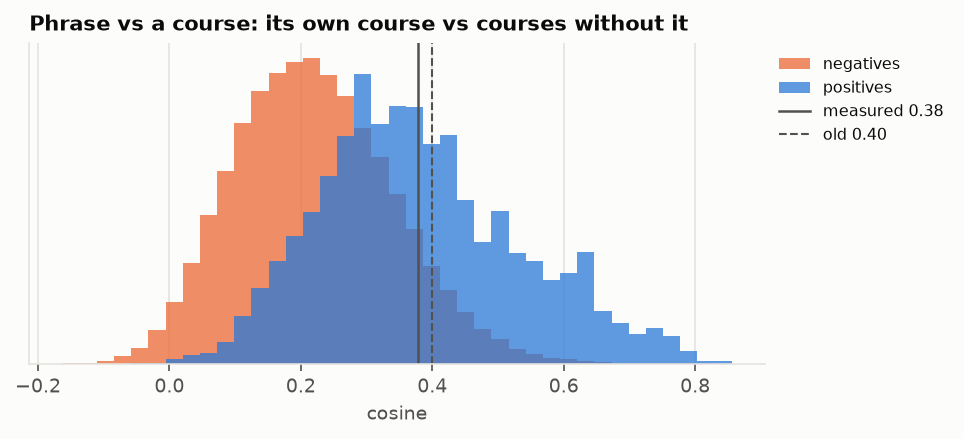 Phrase vs a course: its own course vs courses without it
negatives
positives
measured 0.38
old 0.40
−0.2 0.0 0.2 0.4 0.6 0.8
cosine